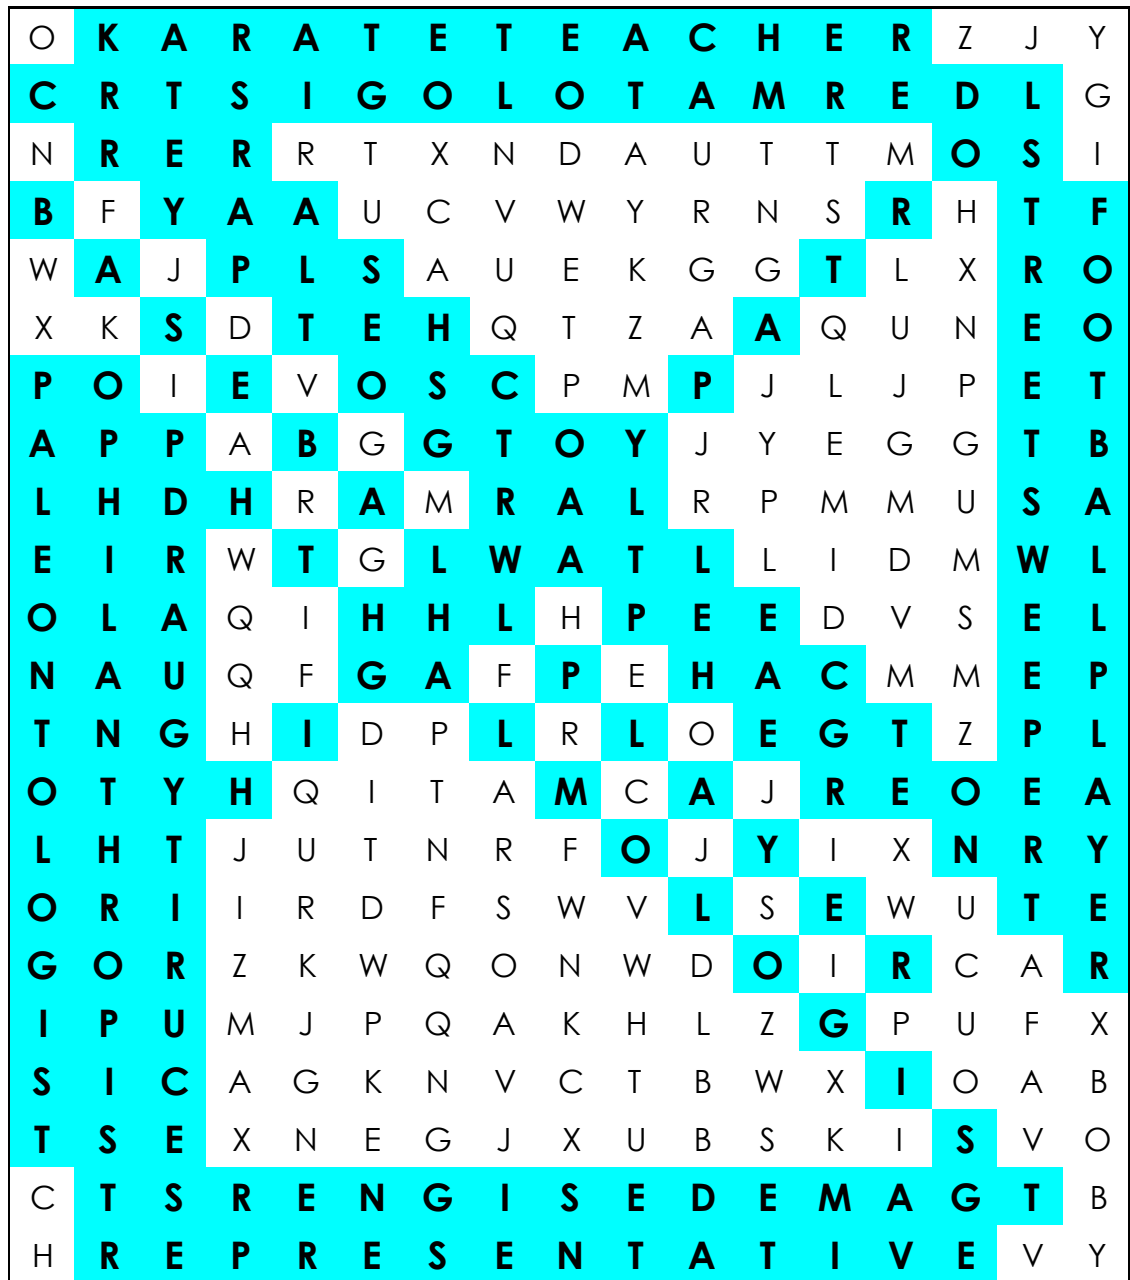 O K A R A T E T E A C H E R Z J Y
C R T S I G O L O T A M R E D L G
N R E R R T X N D A U T T M O S I
B F Y A A U C V W Y R N S R H T F
W A J P L S A U E K G G T L X R O
X K S D T E H Q T Z A A Q U N E O
P O I E V O S C P M P J L J P E T
A P P A B G G T O Y J Y E G G T B
L H D H R A M R A L R P M M U S A
E I R W T G L W A T L L I D M W L
O L A Q I H H L H P E E D V S E L
N A U Q F G A F P E H A C M M E P
T N G H I D P L R L O E G T Z P L
O T Y H Q I T A M C A J R E O E A
L H T J U T N R F O J Y I X N R Y
O R I I R D F S W V L S E W U T E
G O R Z K W Q O N W D O I R C A R
I P U M J P Q A K H L Z G P U F X
S I C A G K N V C T B W X I O A B
T S E X N E G J X U B S K I S V O
C T S R E N G I S E D E M A G T B
H R E P R E S E N T A T I V E V Y